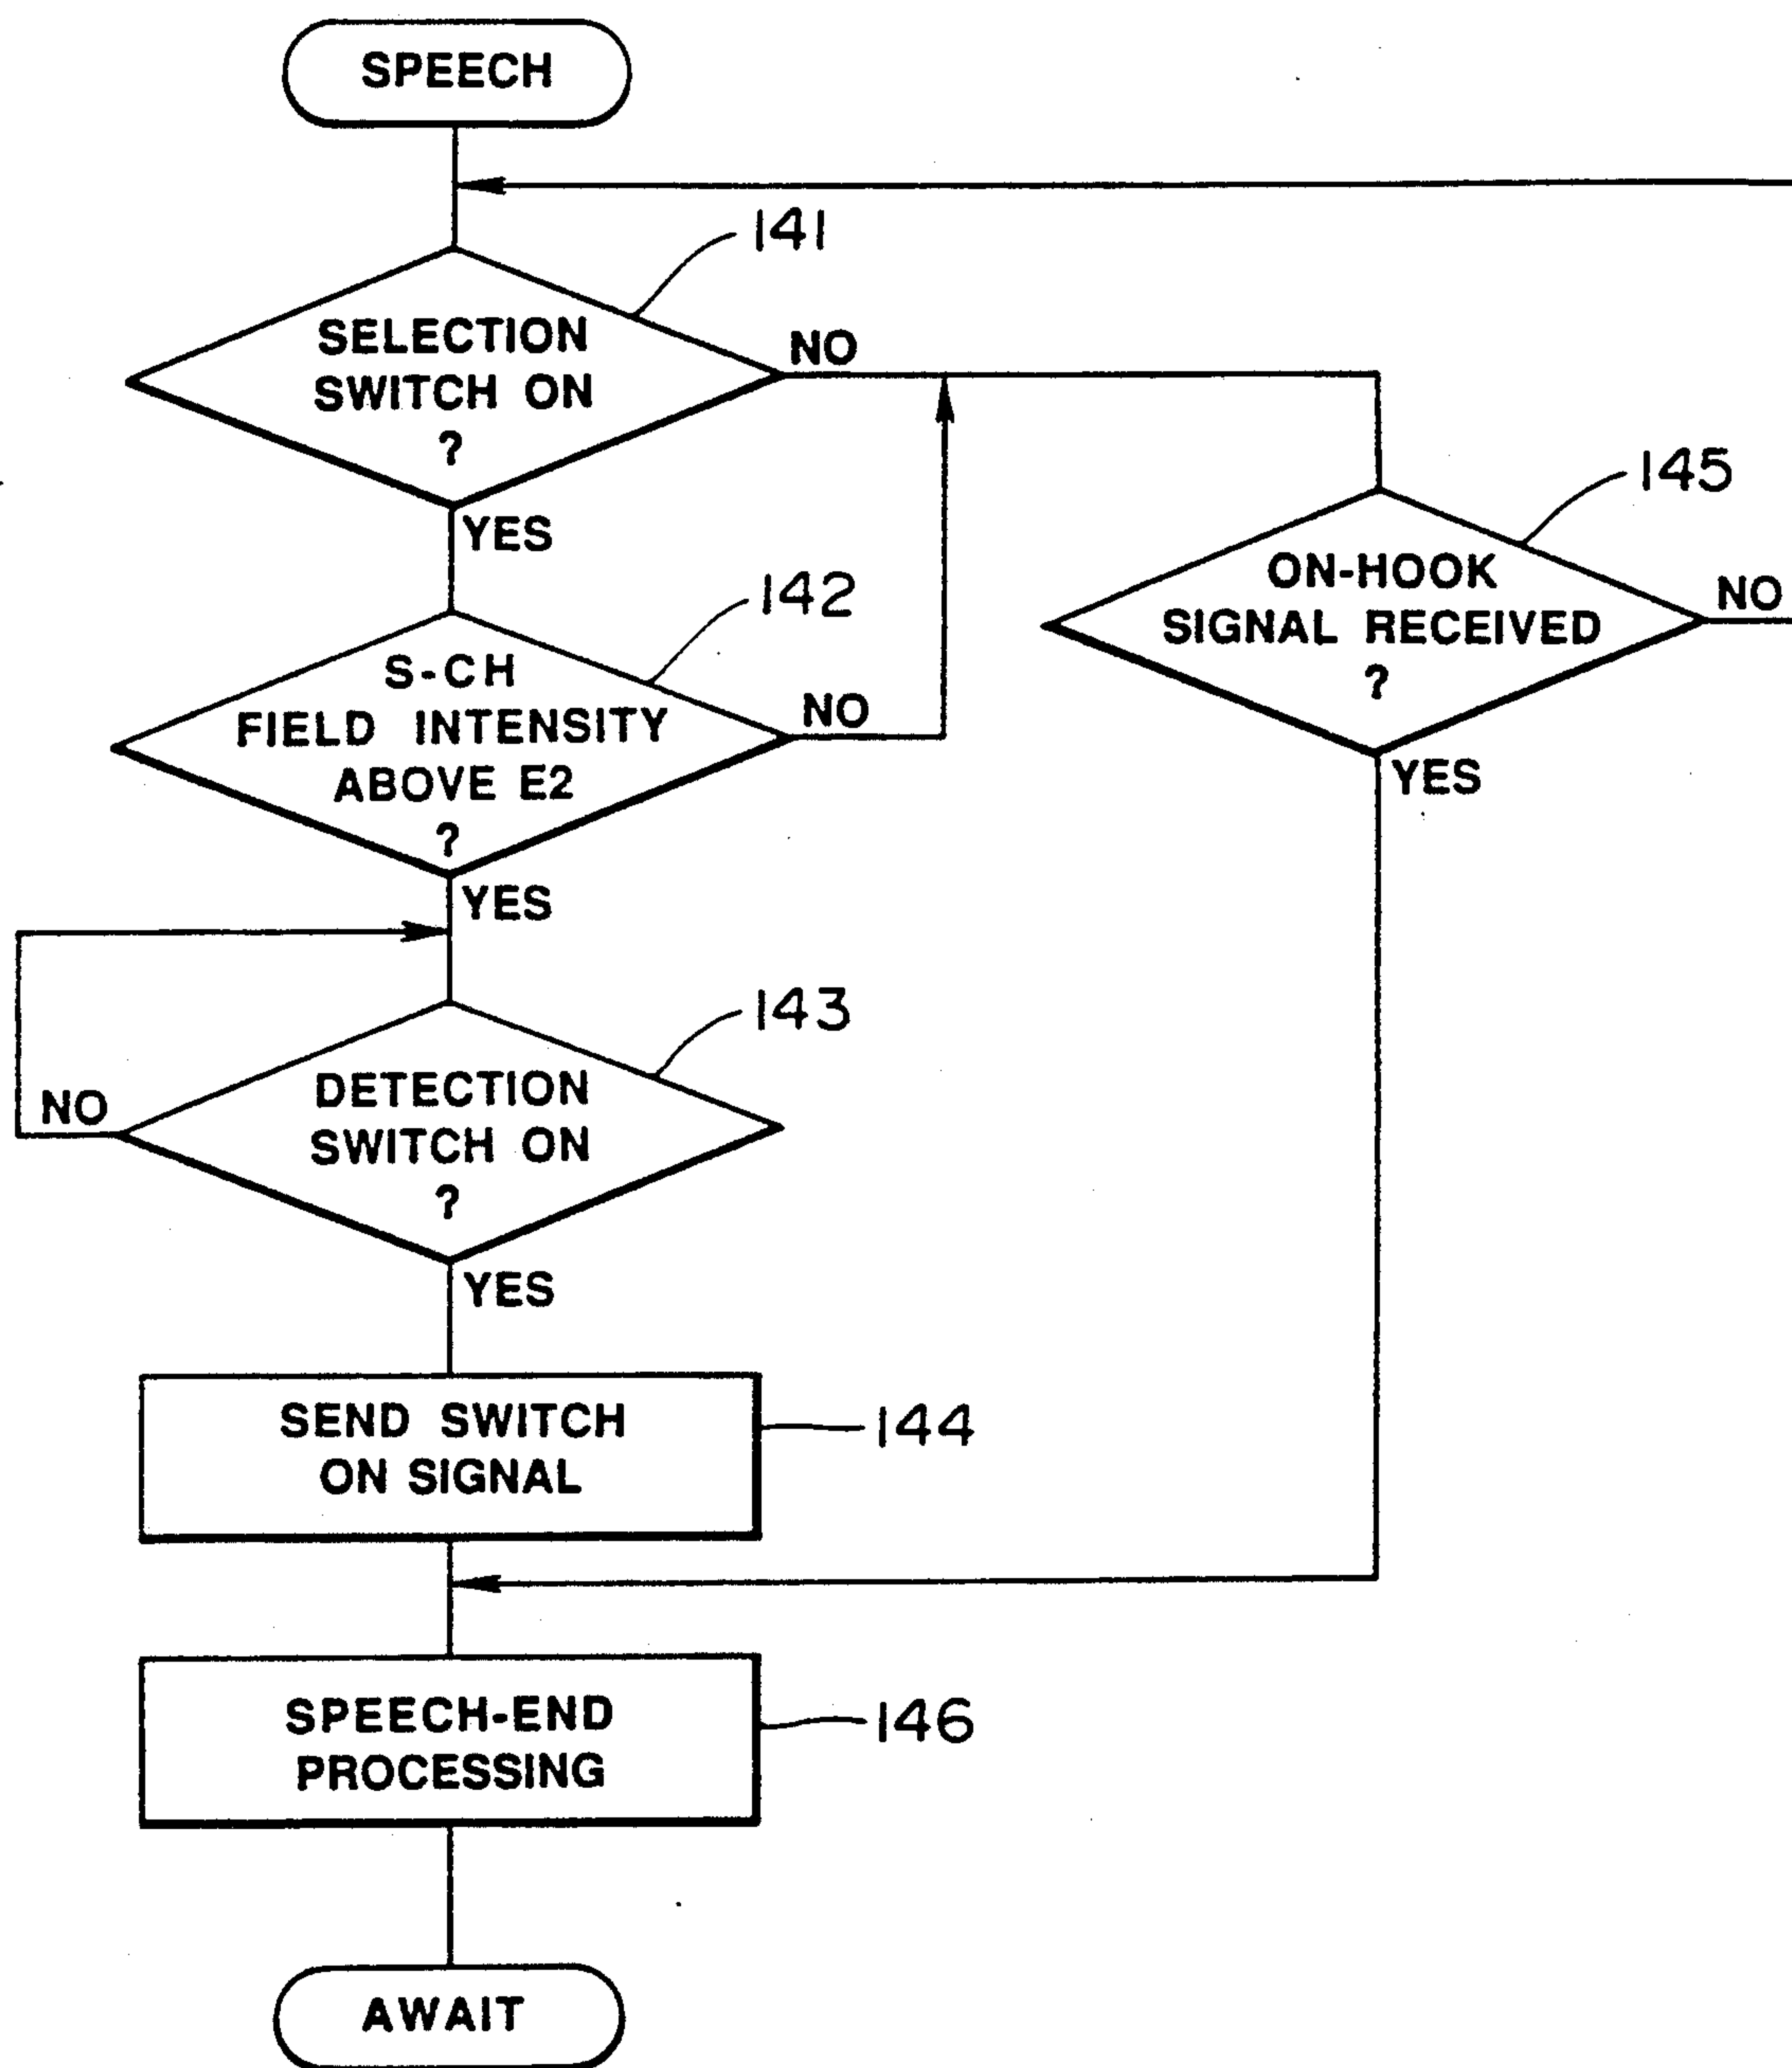 SPEECH
141
SELECTION
SWITCH ON
?
NO
YES
142
S-CH
FIELD INTENSITY
ABOVE E2
?
NO
YES
145
ON-HOOK
SIGNAL RECEIVED
?
NO
YES
143
DETECTION
SWITCH ON
?
NO
YES
SEND SWITCH
ON SIGNAL
144
SPEECH-END
PROCESSING
146
AWAIT